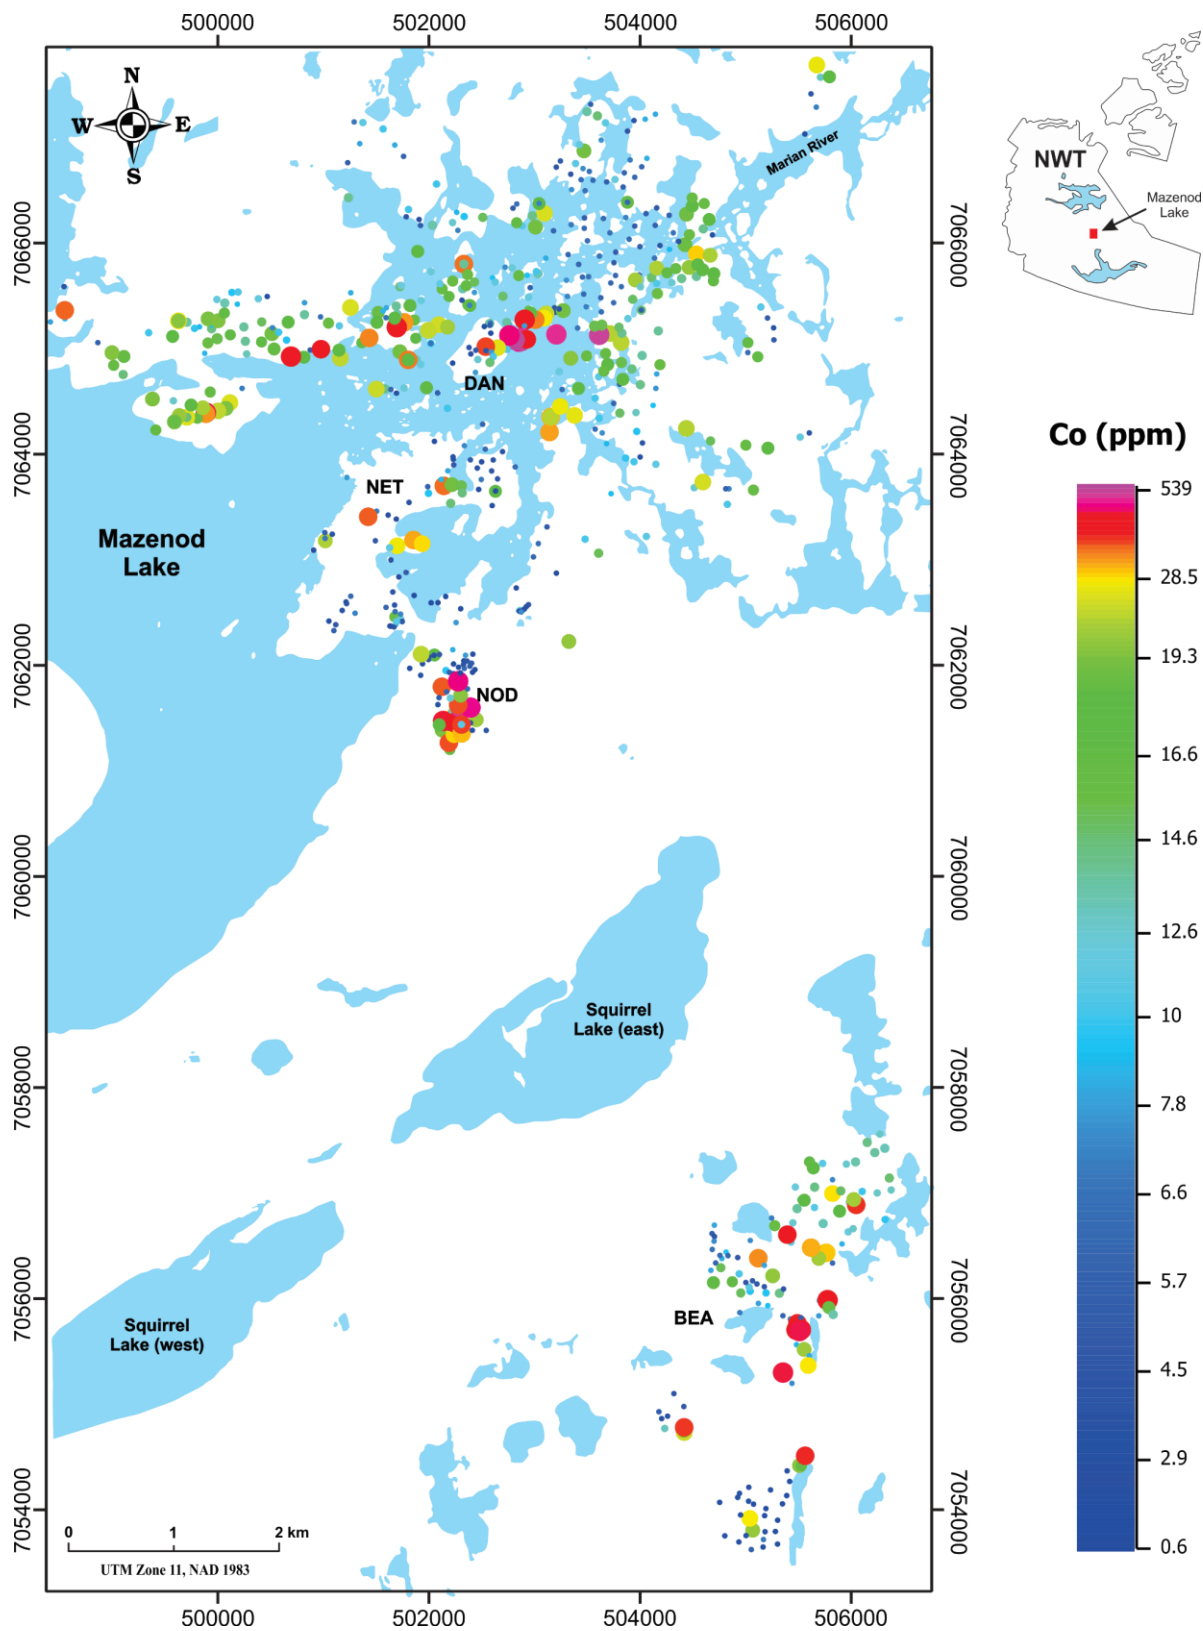 500000 502000 504000 506000
N
W E
S
Marian River
NWT
Mazenod
Lake
7066000 7066000
DAN
7064000 7064000
Co (ppm)
NET
Mazenod
Lake
539
28.5
7062000 7062000
19.3
NOD
16.6
14.6
7060000 7060000
12.6
Squirrel
Lake (east)
10
7058000 7058000
7.8
6.6
7056000 7056000
5.7
BEA
Squirrel
Lake (west)
4.5
2.9
7054000 7054000
0 1 2 km
0.6
UTM Zone 11, NAD 1983
500000 502000 504000 506000